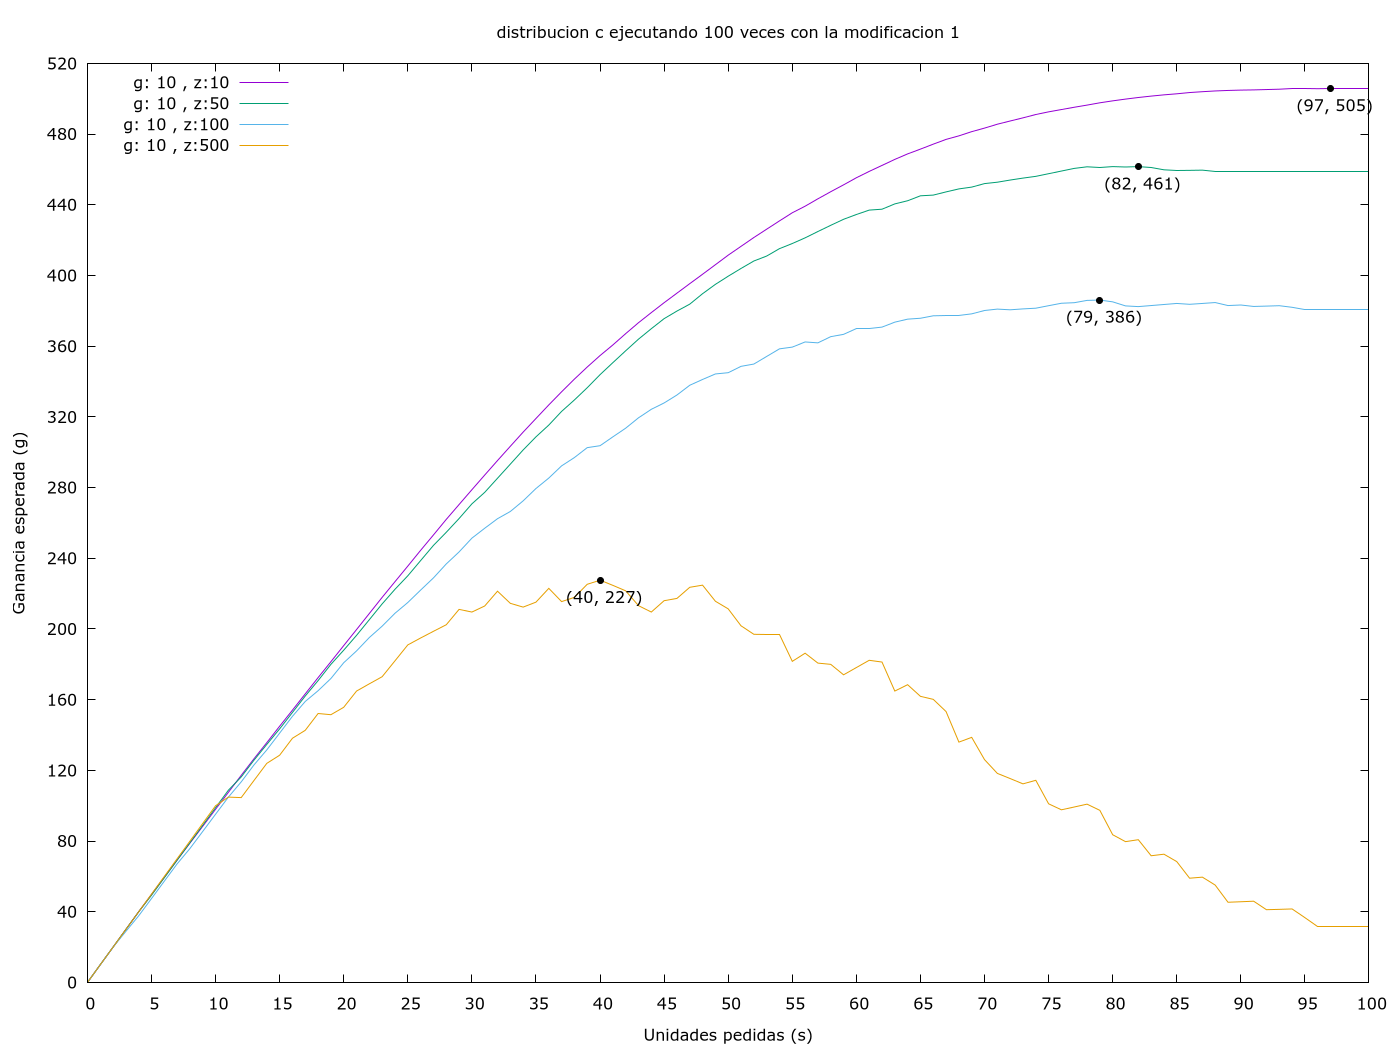 distribucion c ejecutando 100 veces con la modificacion 1
g: 10 , z:10
g: 10 , z:50
g: 10 , z:100
g: 10 , z:500
520
480
440
400
360
320
280
240
200
160
120
80
40
0
Ganancia esperada (g)
(97, 505)
(82, 461)
(79, 386)
(40, 227)
0 5 10 15 20 25 30 35 40 45 50 55 60 65 70 75 80 85 90 95 100
Unidades pedidas (s)